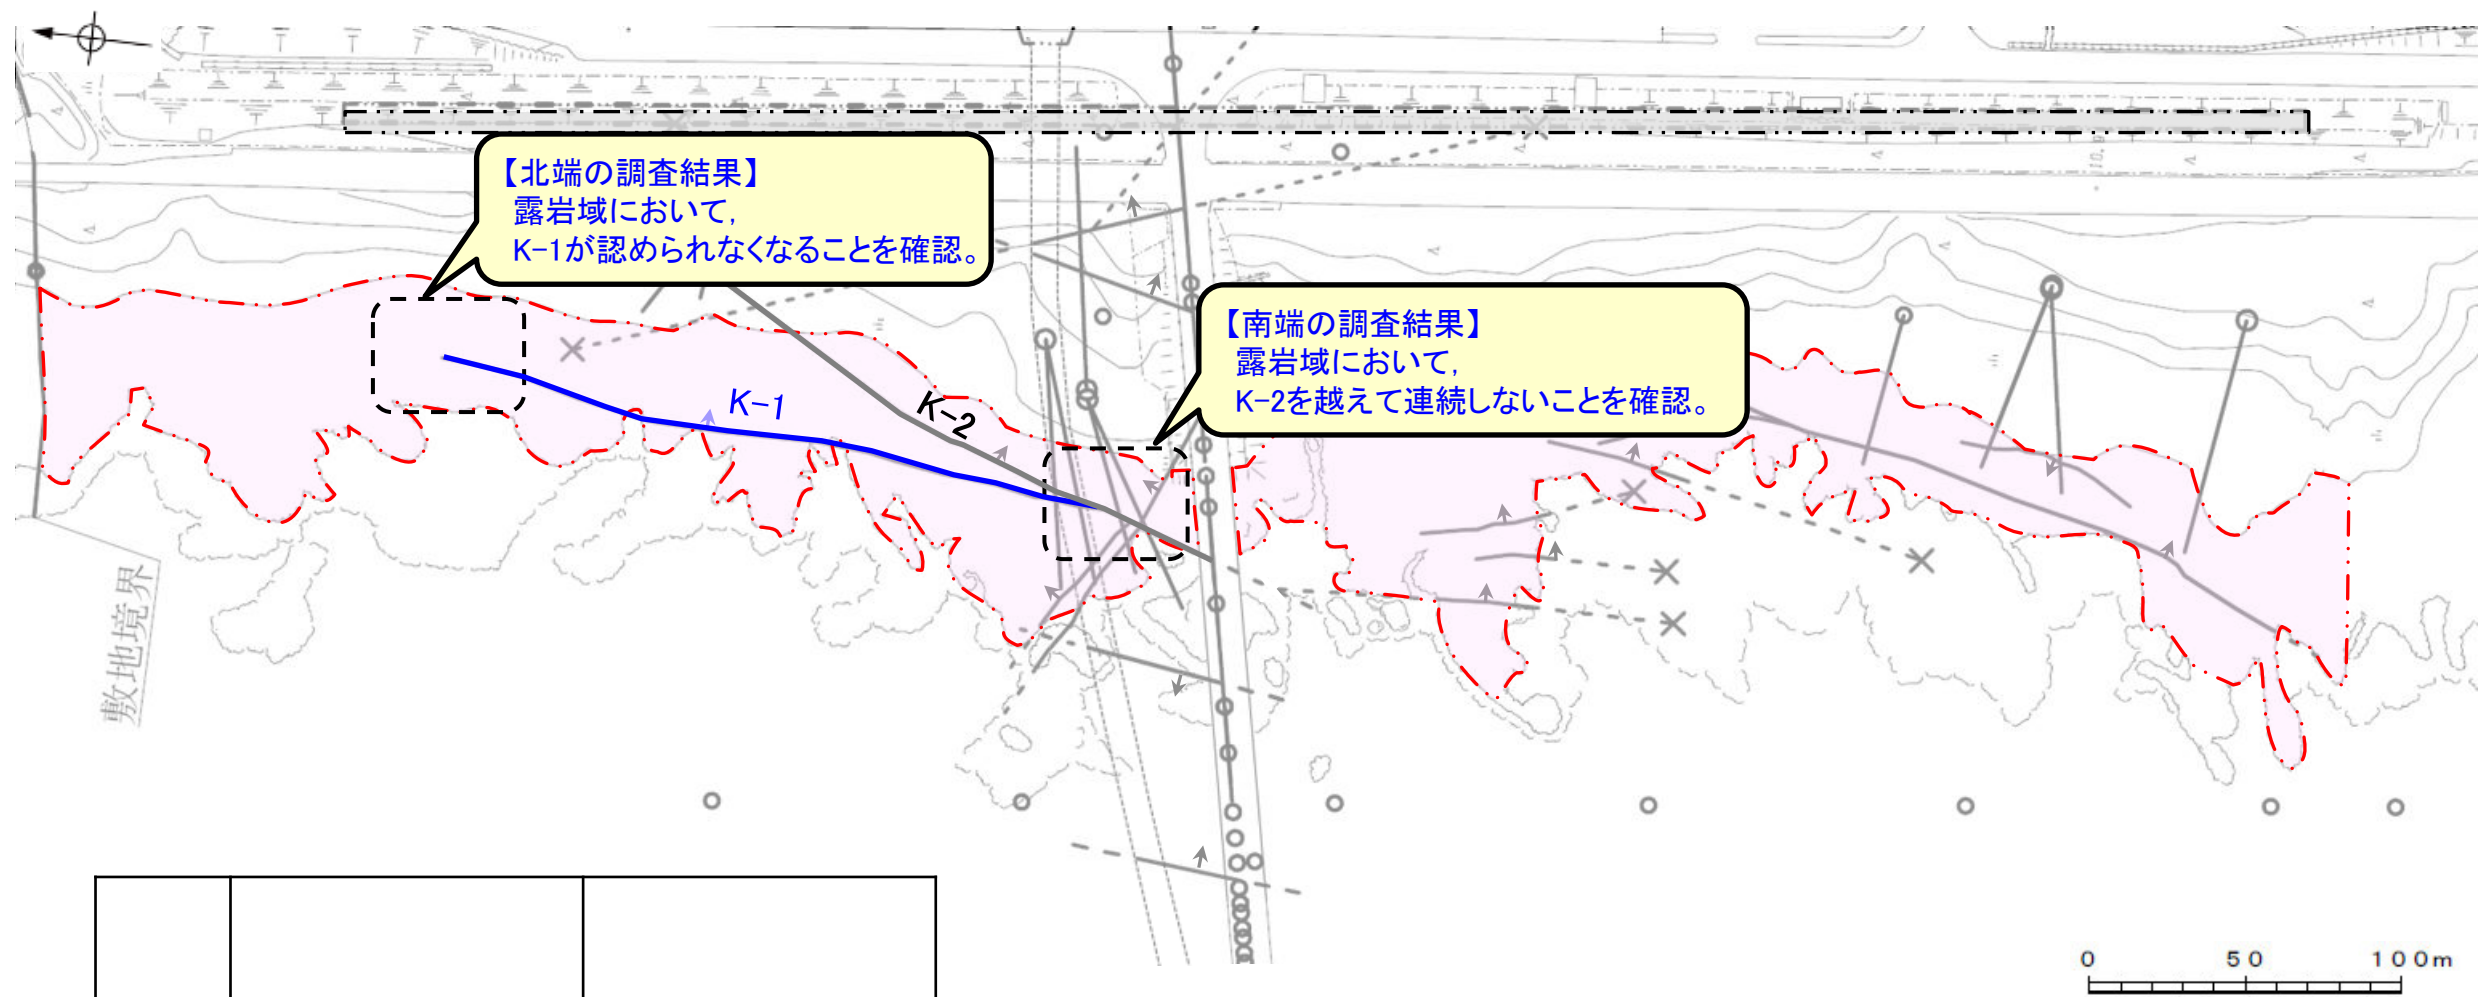 【北端の調査結果】
露岩域において,
K-1が認められなくなることを確認。
【南端の調査結果】
露岩域において,
K-2を越えて連続しないことを確認。
K-1
K-2
敷地境界
0 50 100m